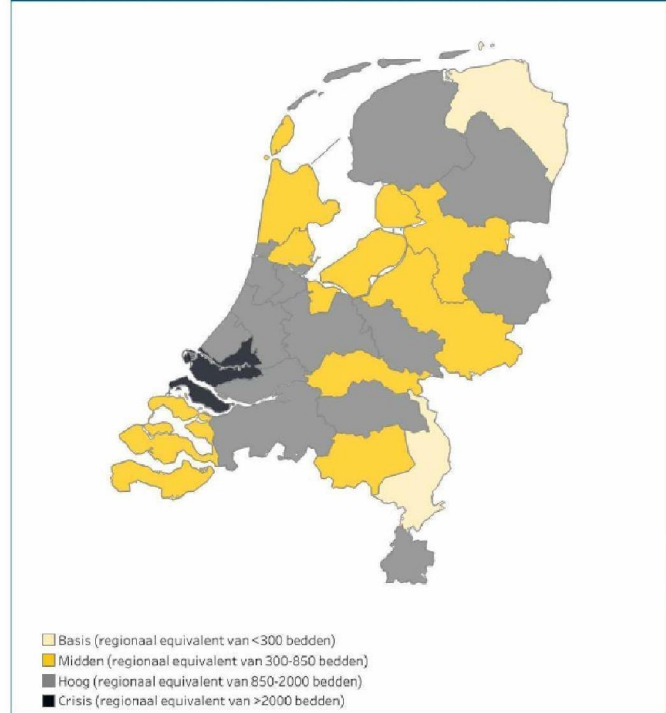 Basis (regionaal equivalent van <300 bedden)
Midden (regionaal equivalent van 300-850 bedden)
Hoog (regionaal equivalent van 850-2000 bedden)
Crisis (regionaal equivalent van >2000 bedden)